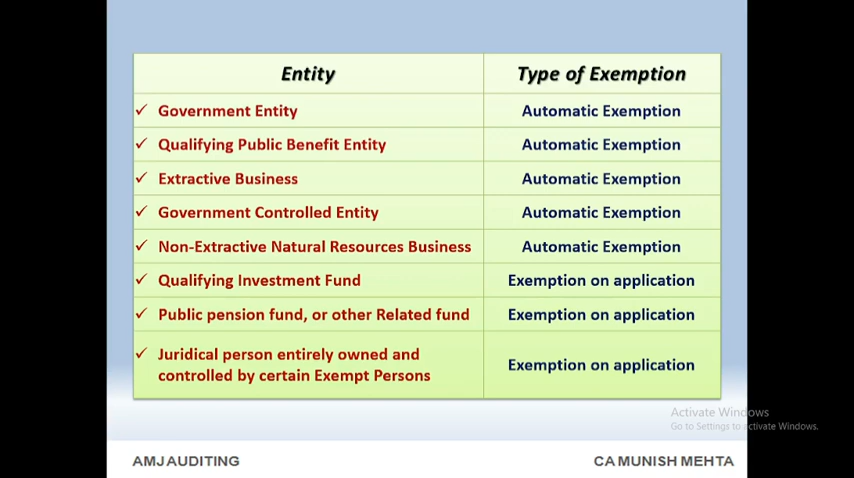 Entity Type of Exemption
✓ Government Entity Automatic Exemption
✓ Qualifying Public Benefit Entity Automatic Exemption
✓ Extractive Business Automatic Exemption
✓ Government Controlled Entity Automatic Exemption
✓ Non-Extractive Natural Resources Business Automatic Exemption
✓ Qualifying Investment Fund Exemption on application
✓ Public pension fund, or other Related fund Exemption on application
✓ Juridical person entirely owned and
controlled by certain Exempt Persons
Exemption on application
Activate Windows
Go to Settings to activate Windows.
AMJ AUDITING CA MUNISH MEHTA